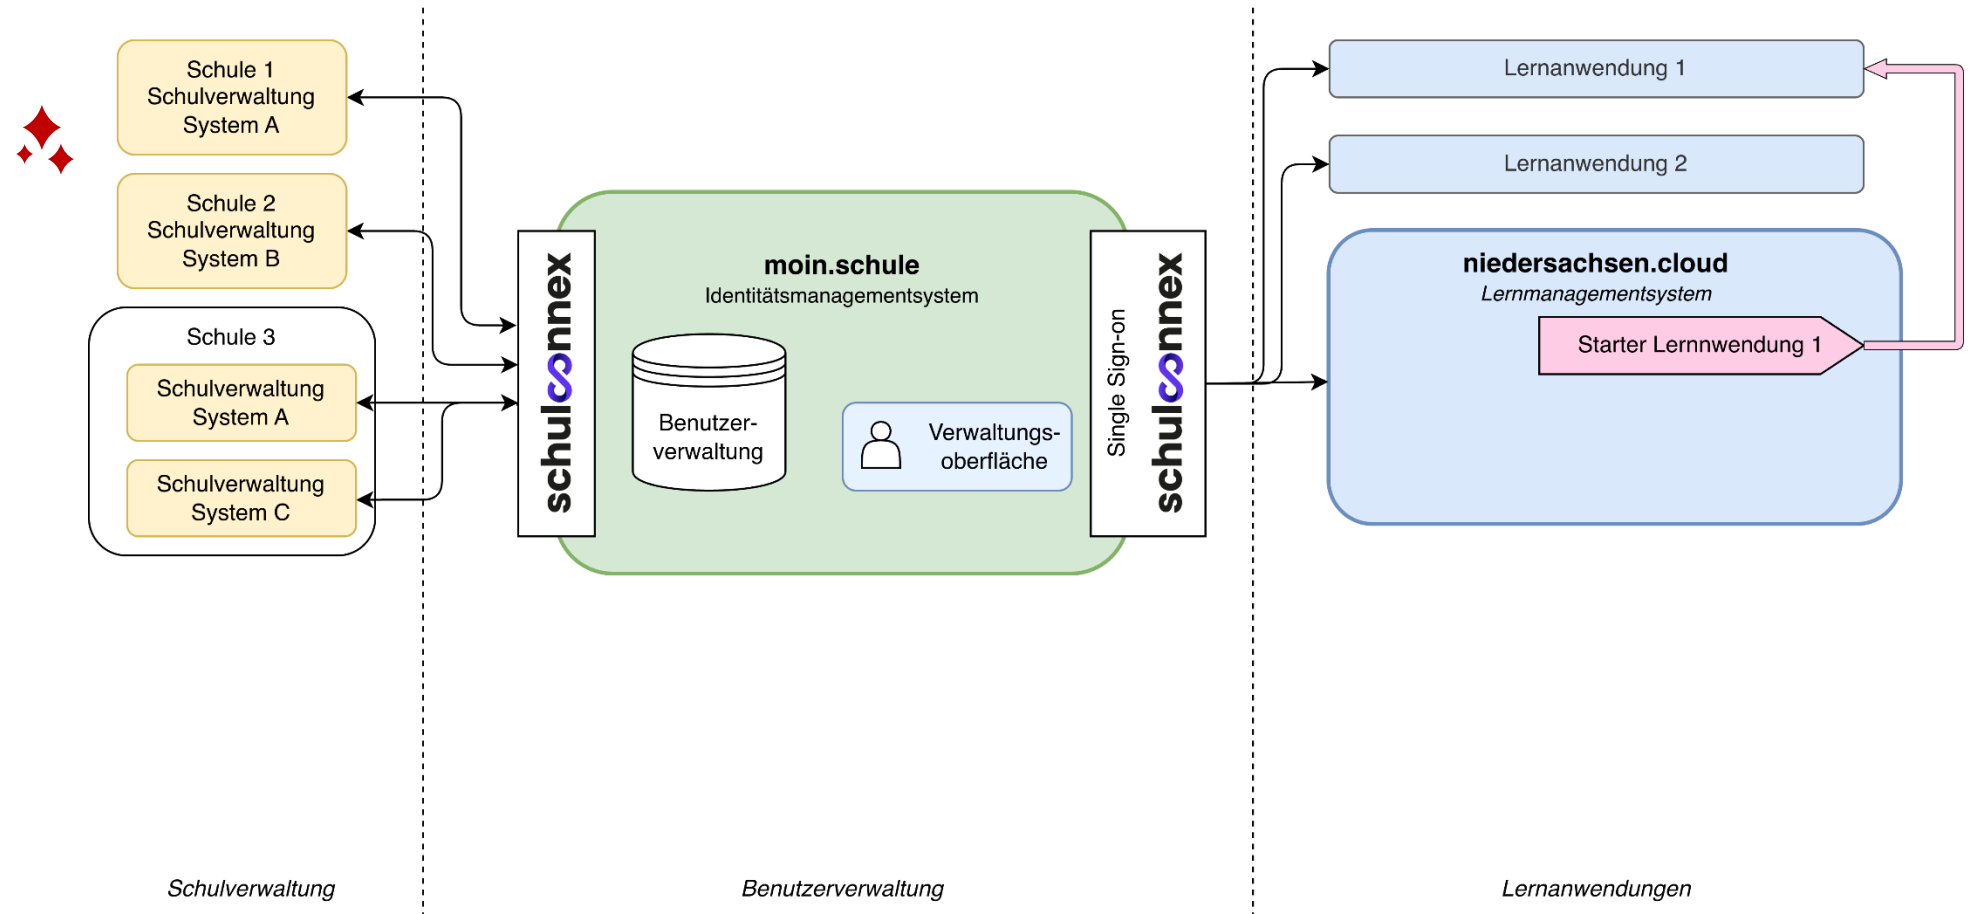 Schule 1
Schulverwaltung
System A
Schule 2
Schulverwaltung
System B
Schule 3
Schulverwaltung
System A
Schulverwaltung
System C
schulconnex
moin.schule
Identitätsmanagementsystem
Benutzer-
verwaltung
Verwaltungs-
oberfläche
Single Sign-on
schulconnex
Lernanwendung 1
Lernanwendung 2
niedersachsen.cloud
Lernmanagementsystem
Starter Lernnwendung 1
Schulverwaltung
Benutzerverwaltung
Lernanwendungen